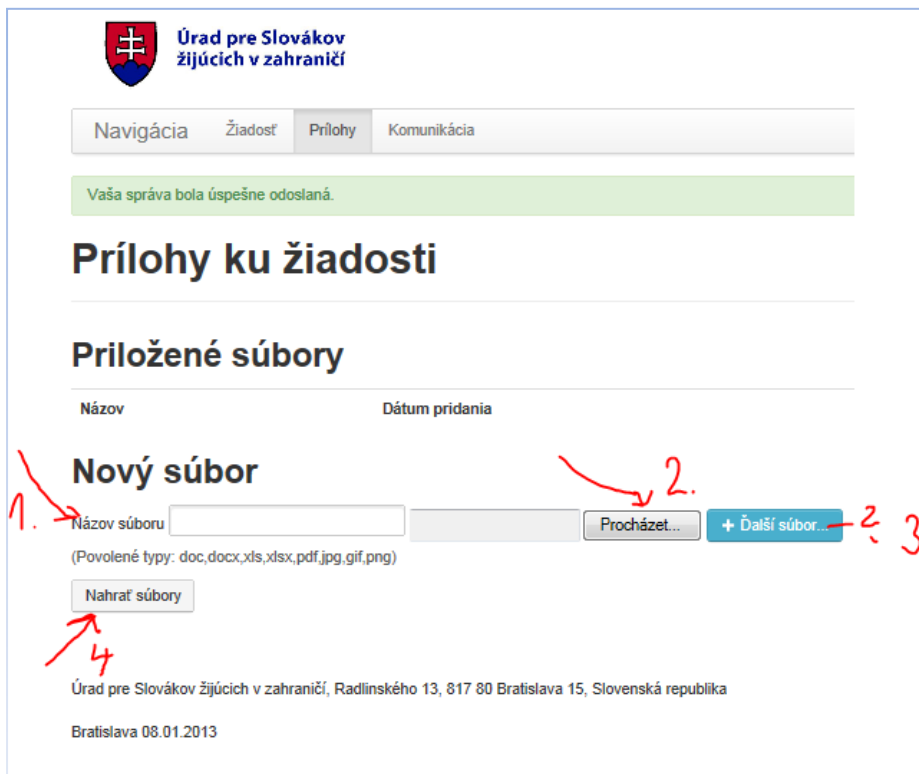 Úrad pre Slovákov
žijúcich v zahraničí
Navigácia Žiadosť Prílohy Komunikácia
Vaša správa bola úspešne odoslaná.
Prílohy ku žiadosti
Priložené súbory
Názov Dátum pridania
Nový súbor
1. Názov súboru Procházet... 2. + Ďalší súbor... ? 3
(Povolené typy: doc,docx,xls,xlsx,pdf,jpg,gif,png)
Nahrať súbory
4
Úrad pre Slovákov žijúcich v zahraničí, Radlinského 13, 817 80 Bratislava 15, Slovenská republika
Bratislava 08.01.2013